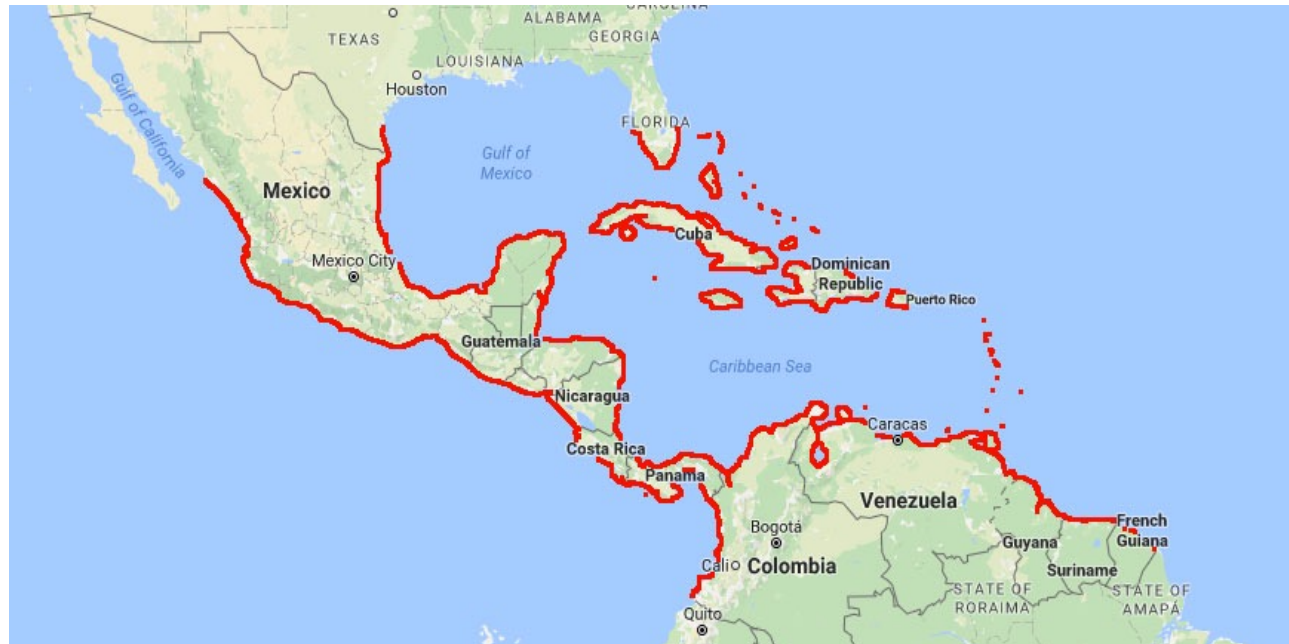 CAROLINA
ALABAMA
TEXAS
GEORGIA
LOUISIANA
Houston
Gulf of California
FLORIDA
Gulf of
Mexico
Mexico
Mexico City
Cuba
Dominican
Republic
Puerto Rico
Guatemala
Caribbean Sea
Nicaragua
Caracas
Costa Rica
Panama
Venezuela
French
Guiana
Bogotá
Guyana
Cali
Colombia
Suriname
STATE OF
RORAIMA
STATE OF
AMAPÁ
Quito